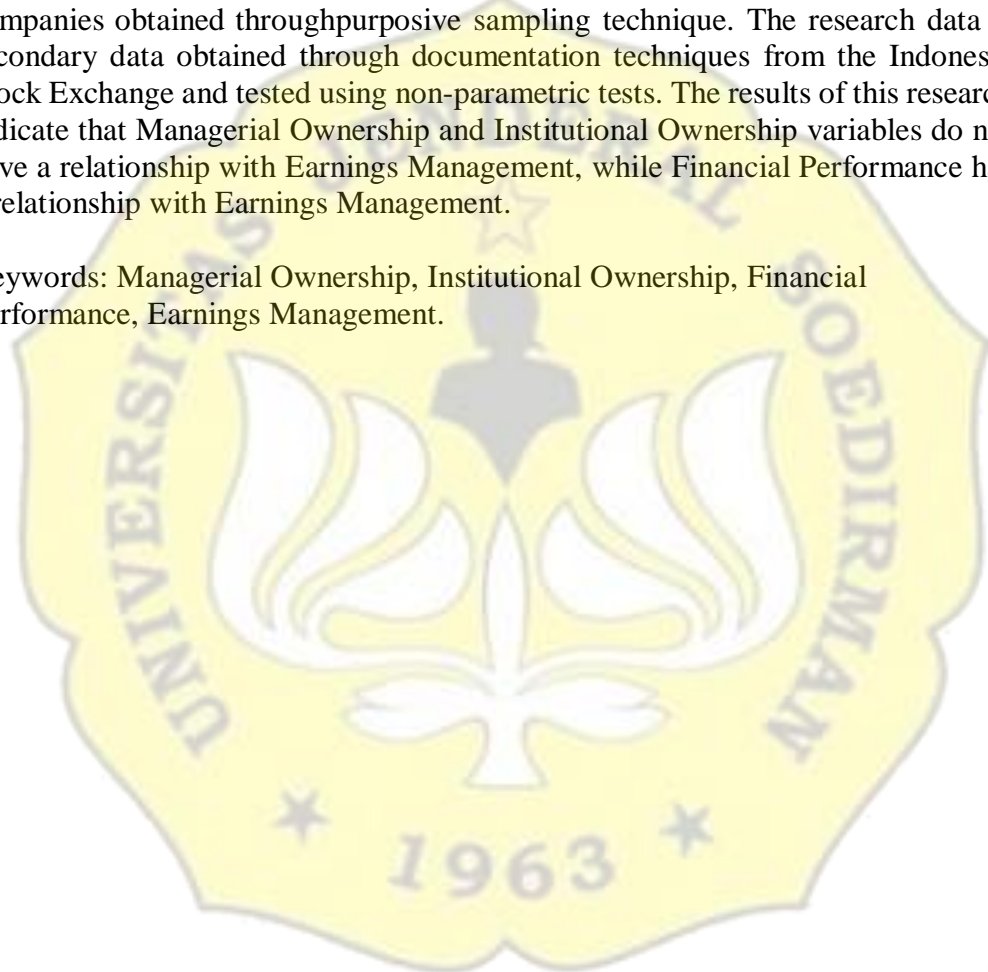 mpanies obtained throughpurposive sampling technique. The research data
condary data obtained through documentation techniques from the Indones
ock Exchange and tested using non-parametric tests. The results of this researc
dicate that Managerial Ownership and Institutional Ownership variables do n
ve a relationship with Earnings Management, while Financial Performance h
relationship with Earnings Management.
eywords: Managerial Ownership, Institutional Ownership, Financial
rformance, Earnings Management.
UNIVERSITAS JENDERAL SOEDIRMAN
1963